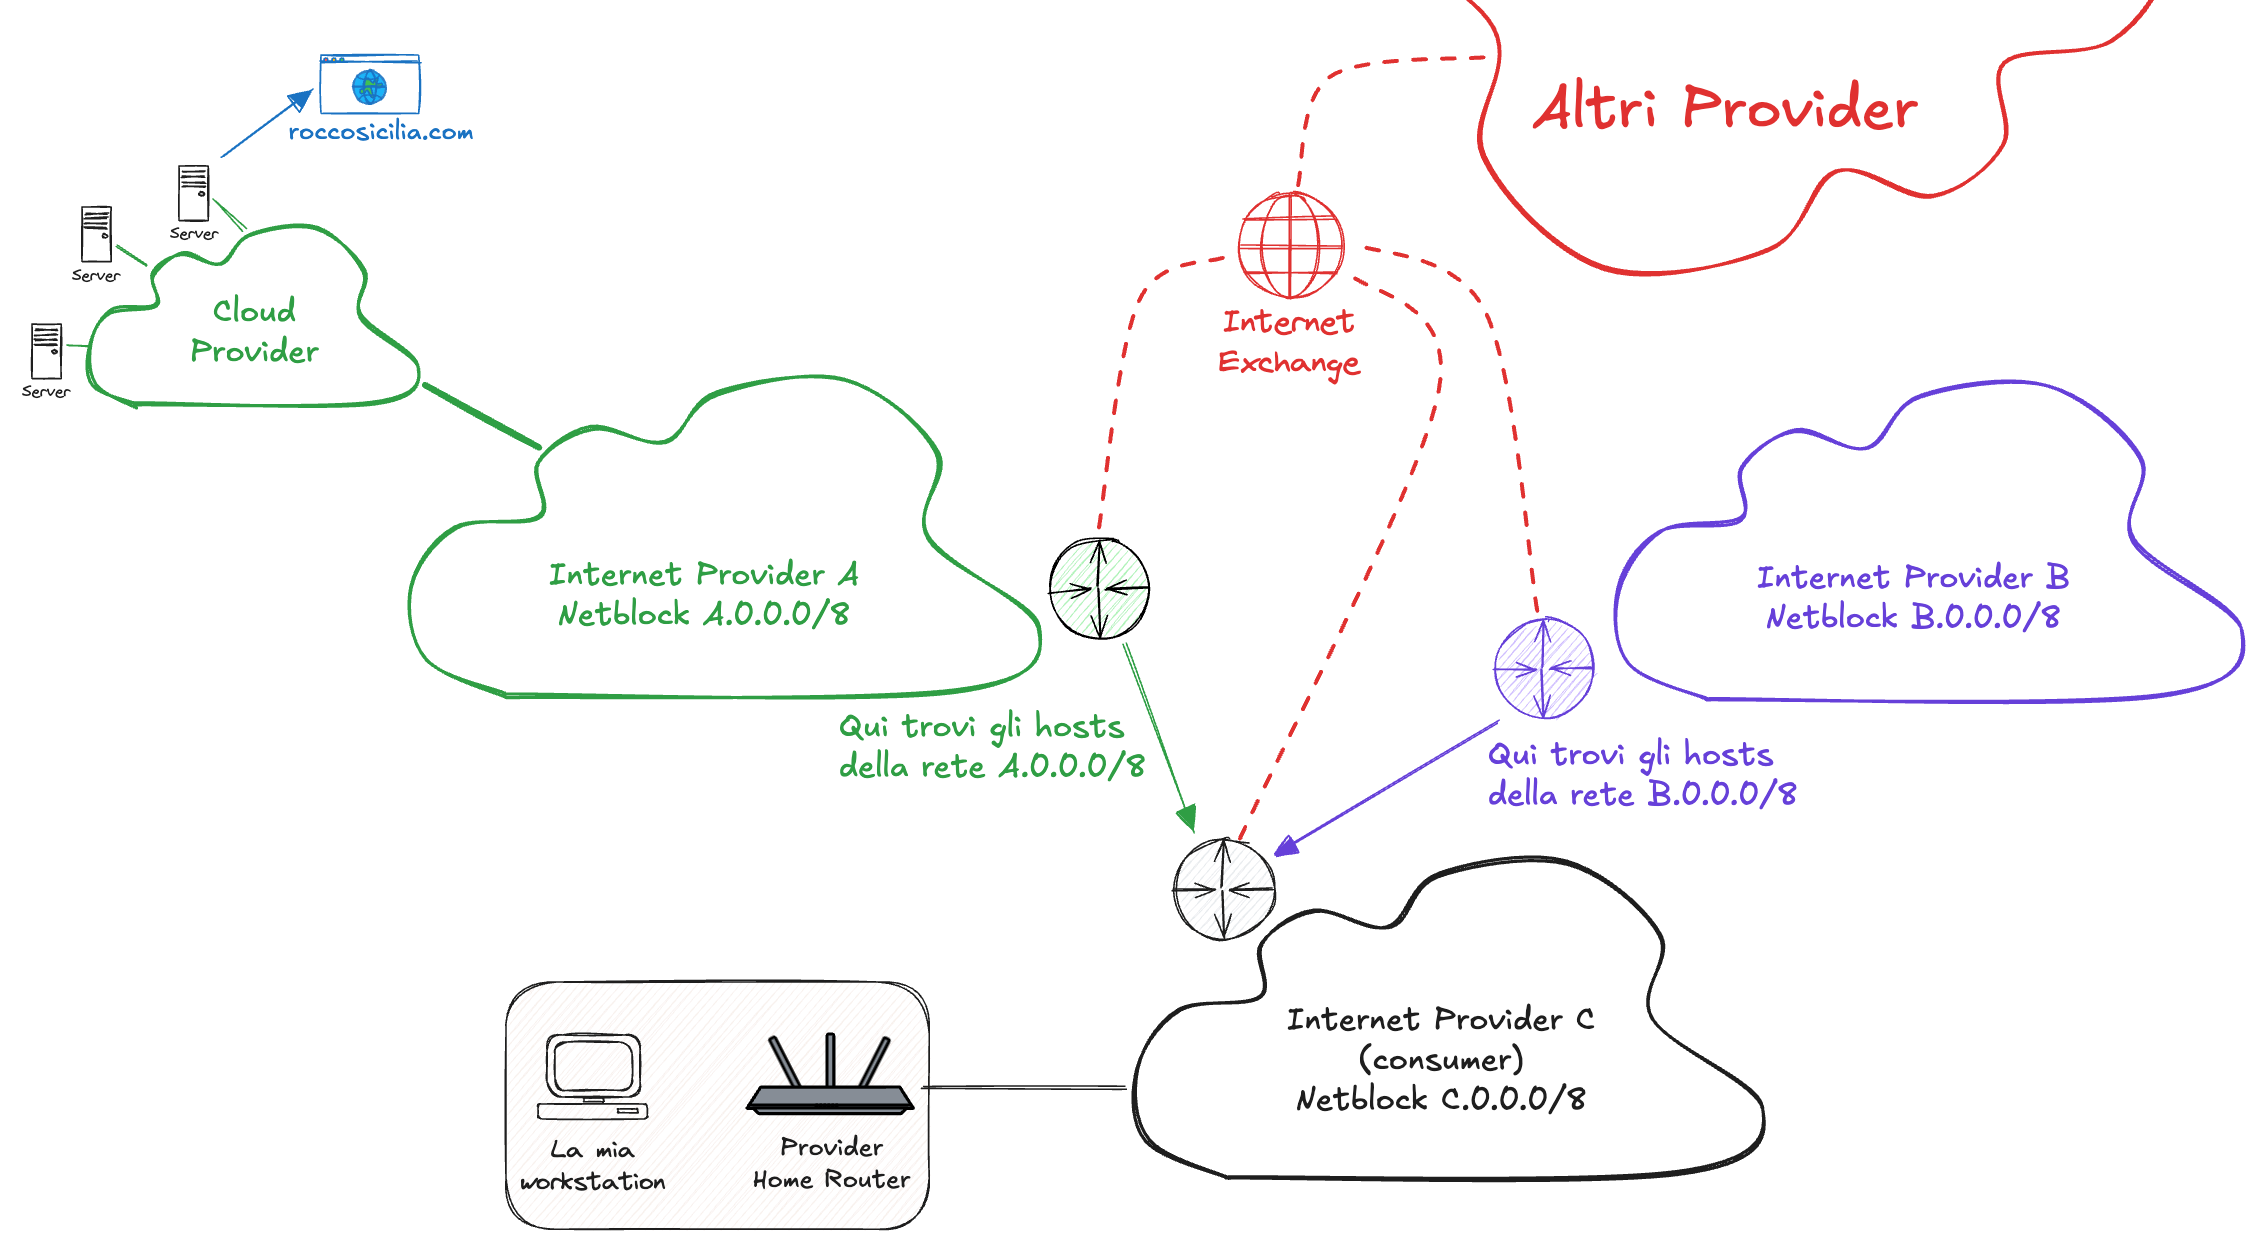 Altri Provider
roccosicilia.com
Server
Server
Server
Cloud
Provider
Internet
Exchange
Internet Provider A
Netblock A.0.0.0/8
Internet Provider B
Netblock B.0.0.0/8
Qui trovi gli hosts
della rete A.0.0.0/8
Qui trovi gli hosts
della rete B.0.0.0/8
Internet Provider C
(consumer)
Netblock C.0.0.0/8
La mia
workstation
Provider
Home Router